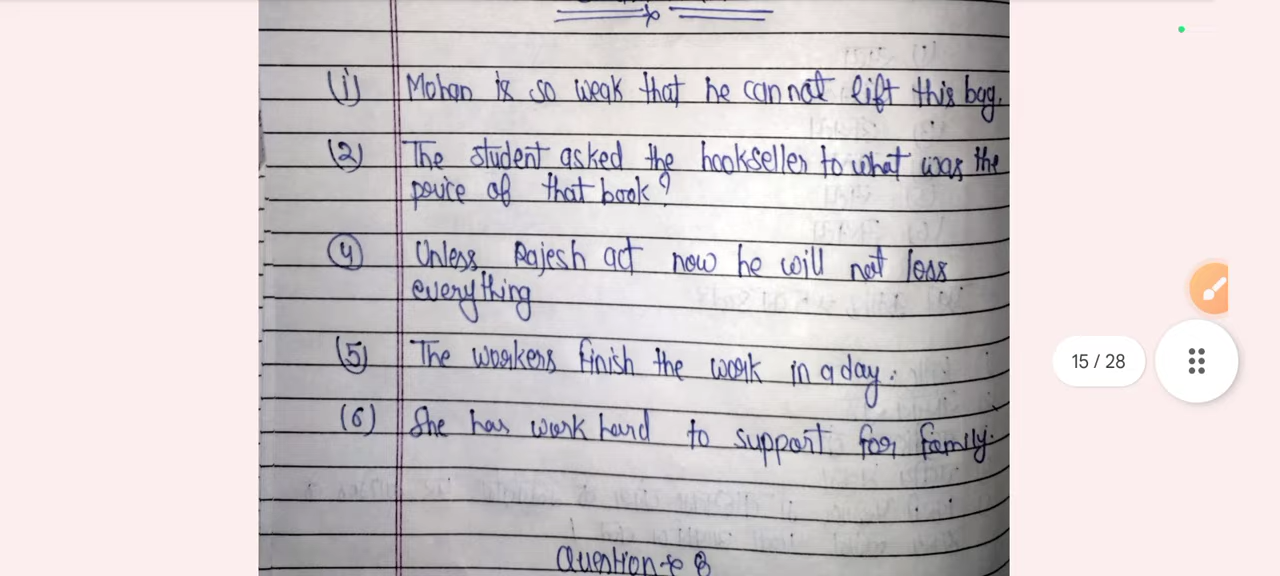 (1) Mohan is so weak that he cannot lift this bag.
(2) The student asked the bookseller to what was the
price of that book?
(4) Unless Rajesh act now he will not loss
everything
(5) The workers finish the work in a day.
(6) She has work hard to support for family.
15 / 28
Question → 8